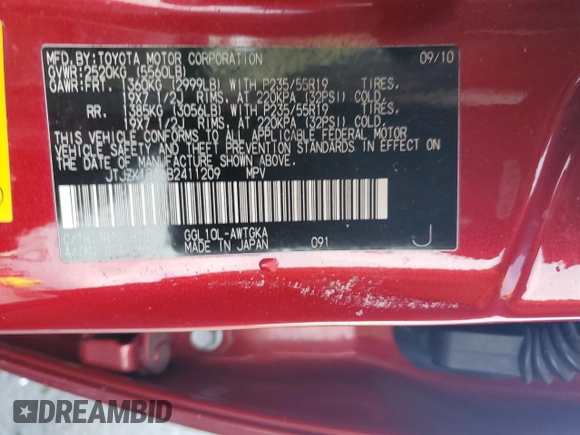 MFD. BY: TOYOTA MOTOR CORPORATION 09/10
GVWR: 2520KG (5560LB)
GAWR: FRT. 1360KG (2999LB) WITH P235/55R19 TIRES,
19X7 1/2J RIMS, AT 220KPA (32PSI) COLD.
RR. 1385KG (3056LB) WITH P235/55R19 TIRES,
19X7 1/2J RIMS, AT 220KPA (32PSI) COLD.
THIS VEHICLE CONFORMS TO ALL APPLICABLE FEDERAL MOTOR
VEHICLE SAFETY AND THEFT PREVENTION STANDARDS IN EFFECT ON
THE DATE OF MANUFACTURE SHOWN ABOVE.
MPV
GGL10L-AWTGKA
MADE IN JAPAN 091
J
DREAMBID